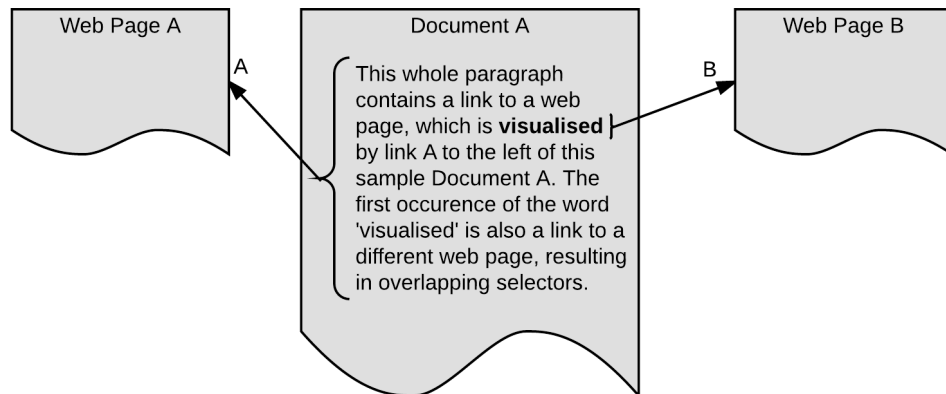 Web Page A
Document A
Web Page B
A
B
This whole paragraph
contains a link to a web
page, which is visualised
by link A to the left of this
sample Document A. The
first occurence of the word
'visualised' is also a link to a
different web page, resulting
in overlapping selectors.